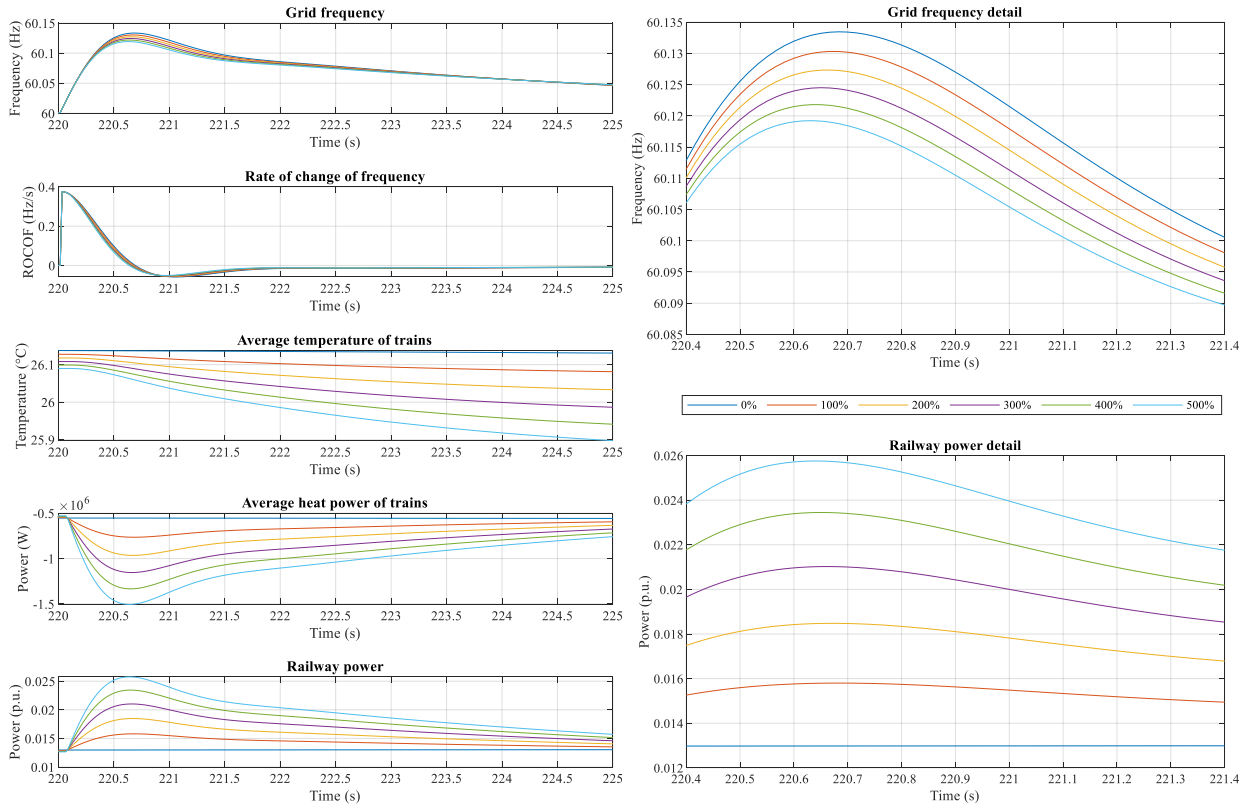 Grid frequency
60.15
60.1
60.05
60
Frequency (Hz)
220 220.5 221 221.5 222 222.5 223 223.5 224 224.5 225
Time (s)
Rate of change of frequency
0.4
0.2
0
ROCOF (Hz/s)
220 220.5 221 221.5 222 222.5 223 223.5 224 224.5 225
Time (s)
Average temperature of trains
26.1
26
25.9
Temperature (°C)
220 220.5 221 221.5 222 222.5 223 223.5 224 224.5 225
Time (s)
Average heat power of trains
×10⁶
-0.5
-1
-1.5
Power (W)
220 220.5 221 221.5 222 222.5 223 223.5 224 224.5 225
Time (s)
Railway power
0.025
0.02
0.015
0.01
Power (p.u.)
220 220.5 221 221.5 222 222.5 223 223.5 224 224.5 225
Time (s)
Grid frequency detail
60.135
60.13
60.125
60.12
60.115
60.11
60.105
60.1
60.095
60.09
60.085
Frequency (Hz)
220.4 220.5 220.6 220.7 220.8 220.9 221 221.1 221.2 221.3 221.4
Time (s)
0% 100% 200% 300% 400% 500%
Railway power detail
0.026
0.024
0.022
0.02
0.018
0.016
0.014
0.012
Power (p.u.)
220.4 220.5 220.6 220.7 220.8 220.9 221 221.1 221.2 221.3 221.4
Time (s)